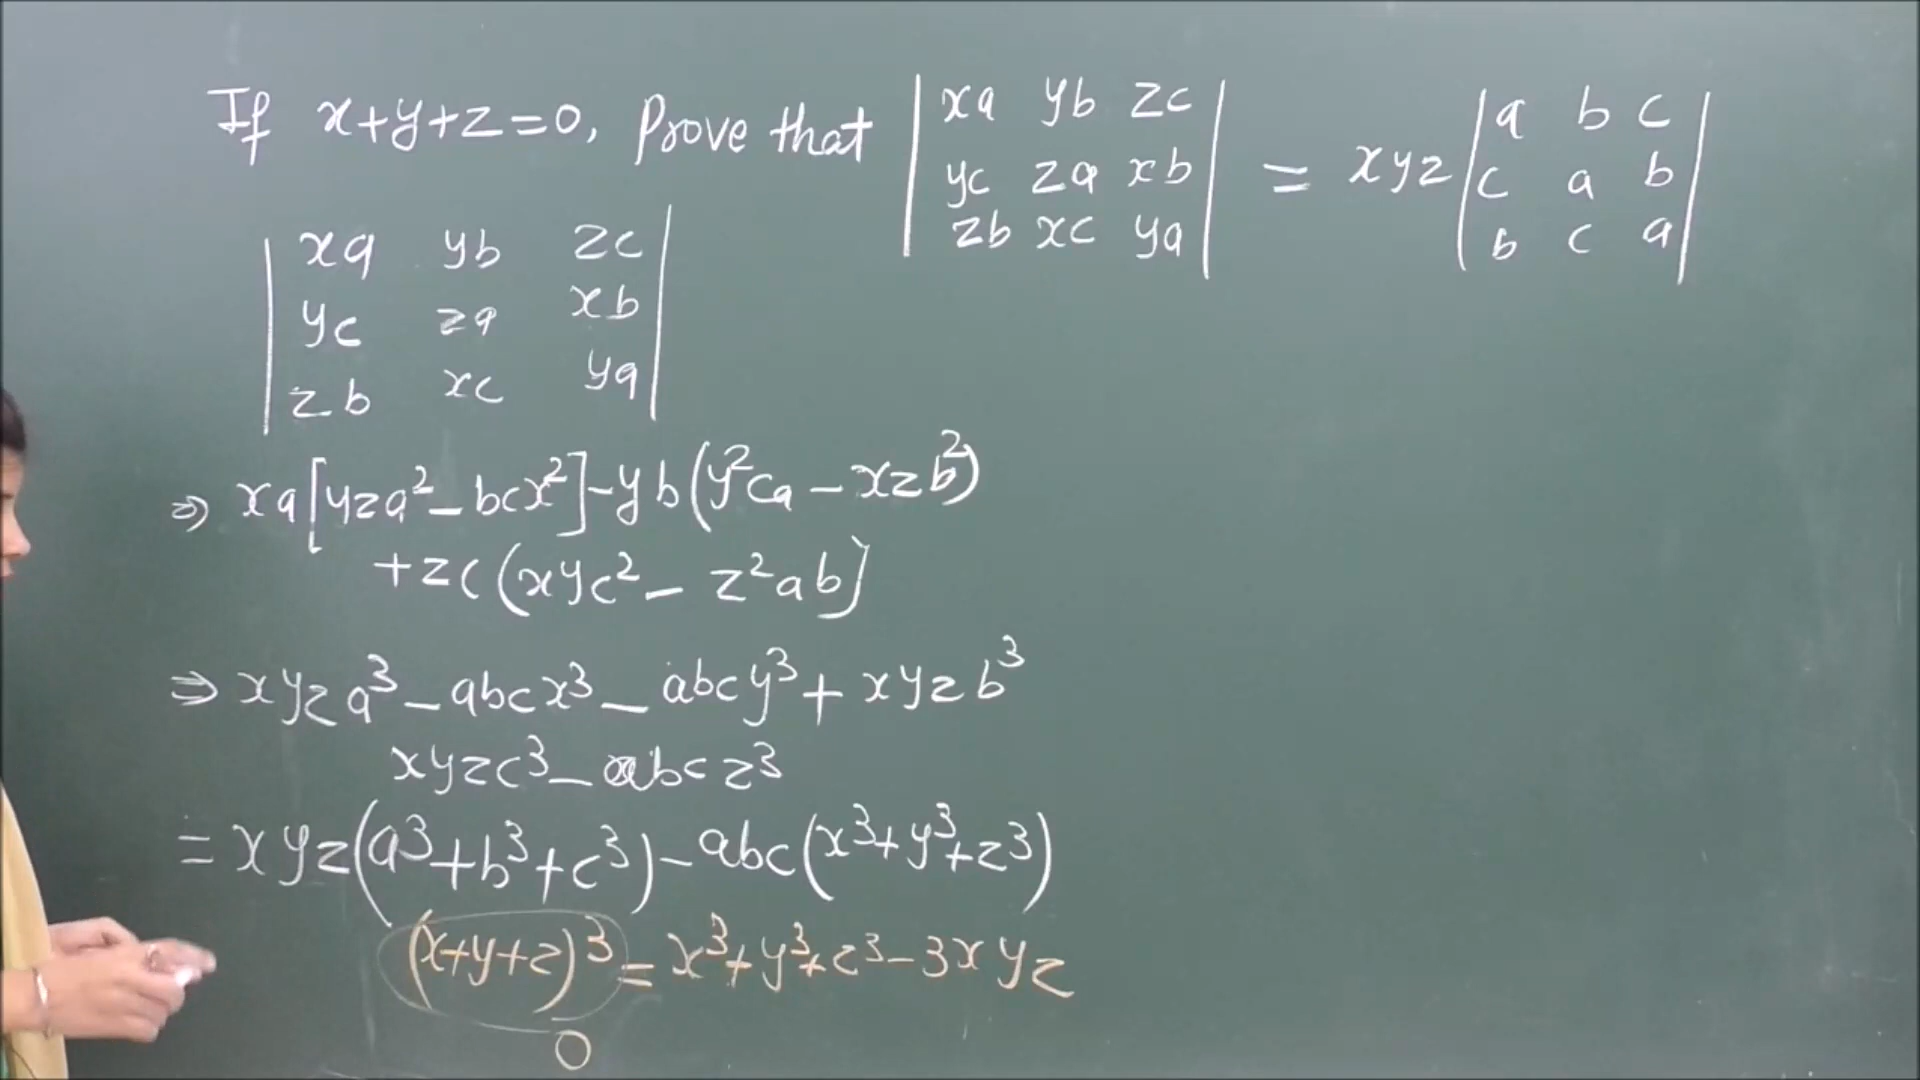 If x+y+z=0, Prove that | xa yb zc | = xyz | a b c |
| yc za xb | | c a b |
| zb xc ya | | b c a |
| xa yb zc |
| yc za xb |
| zb xc ya |
⇒ xa[yza² - bcx²] - yb(y²ca - xzb²)
+ zc(xyc² - z²ab)
⇒ xyza³ - abcx³ - abcy³ + xyzb³
xyzc³ - abcz³
= xyz(a³+b³+c³) - abc(x³+y³+z³)
(x+y+z)³ = x³+y³+z³-3xyz
0